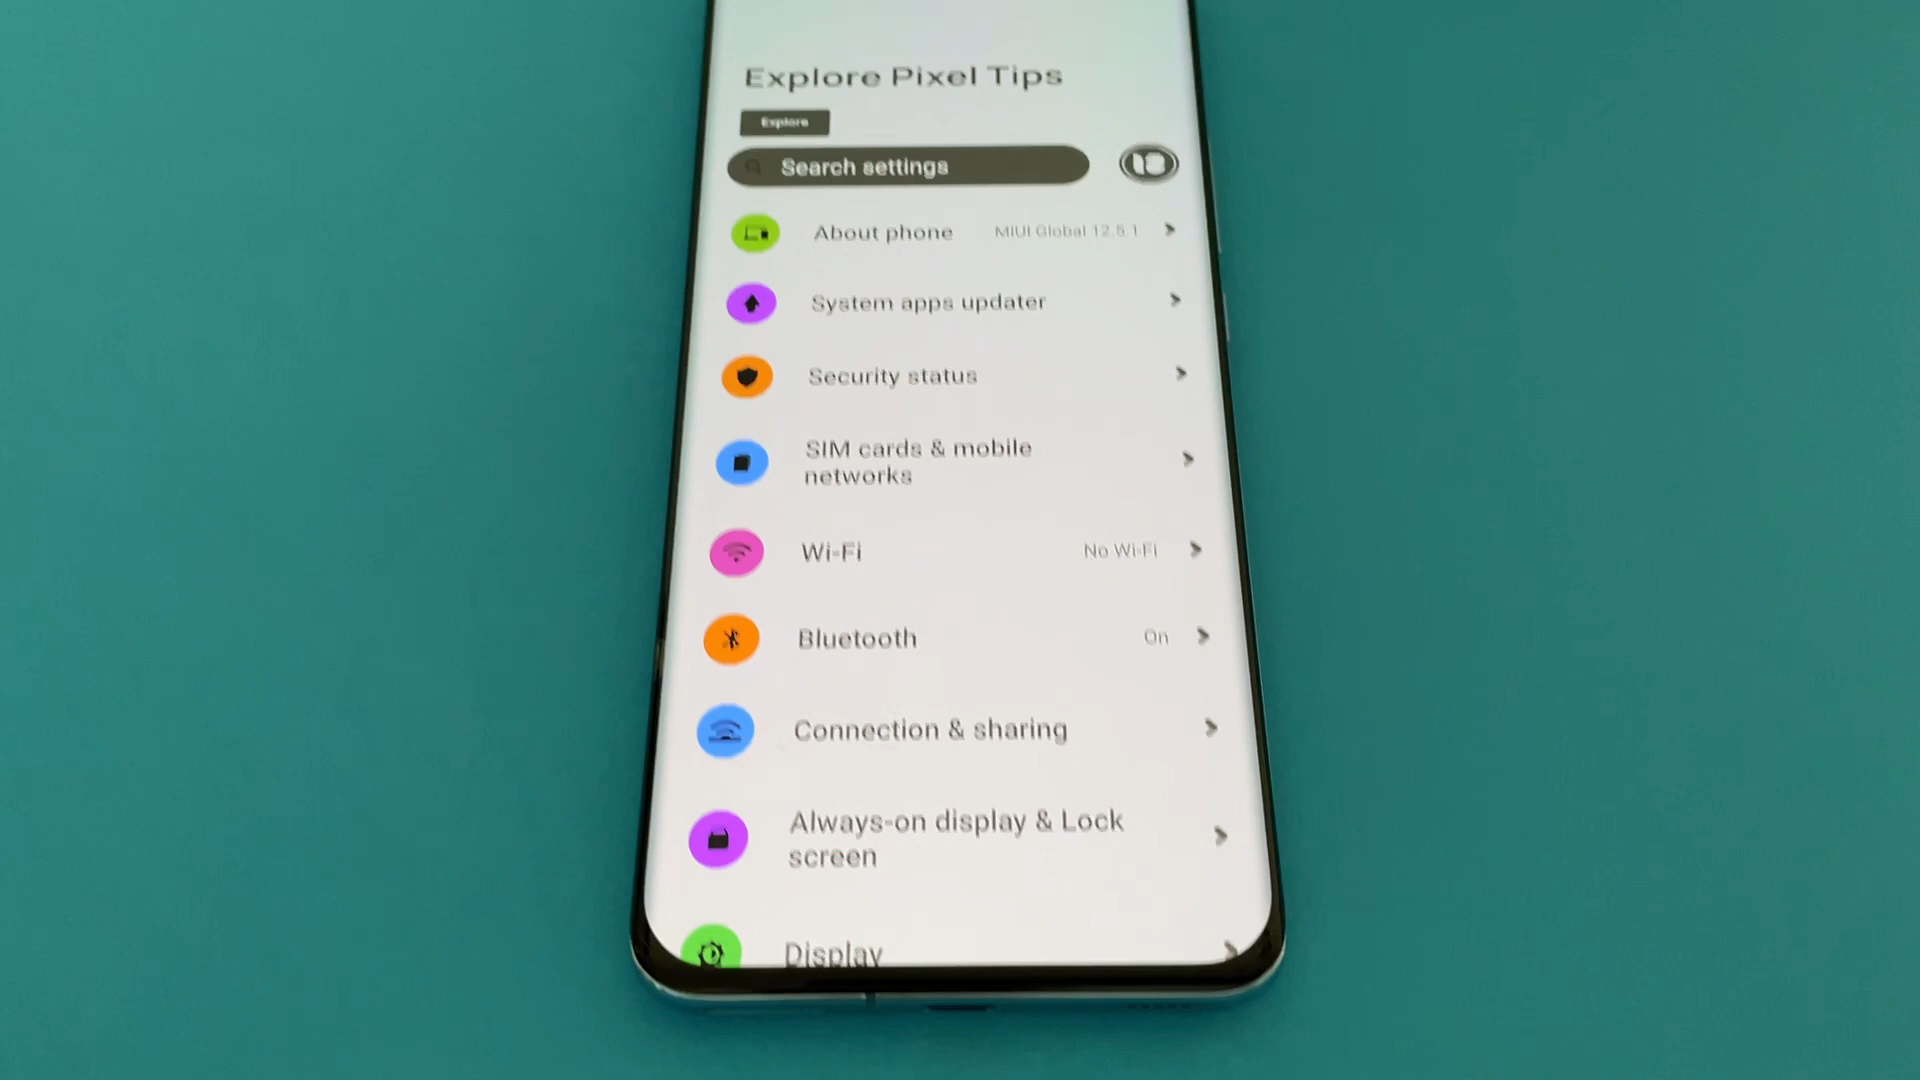 Explore Pixel Tips
Explore
Search settings
About phone MIUI Global 12.5.1
System apps updater
Security status
SIM cards & mobile
networks
Wi-Fi No Wi-Fi
Bluetooth On
Connection & sharing
Always-on display & Lock
screen
Display